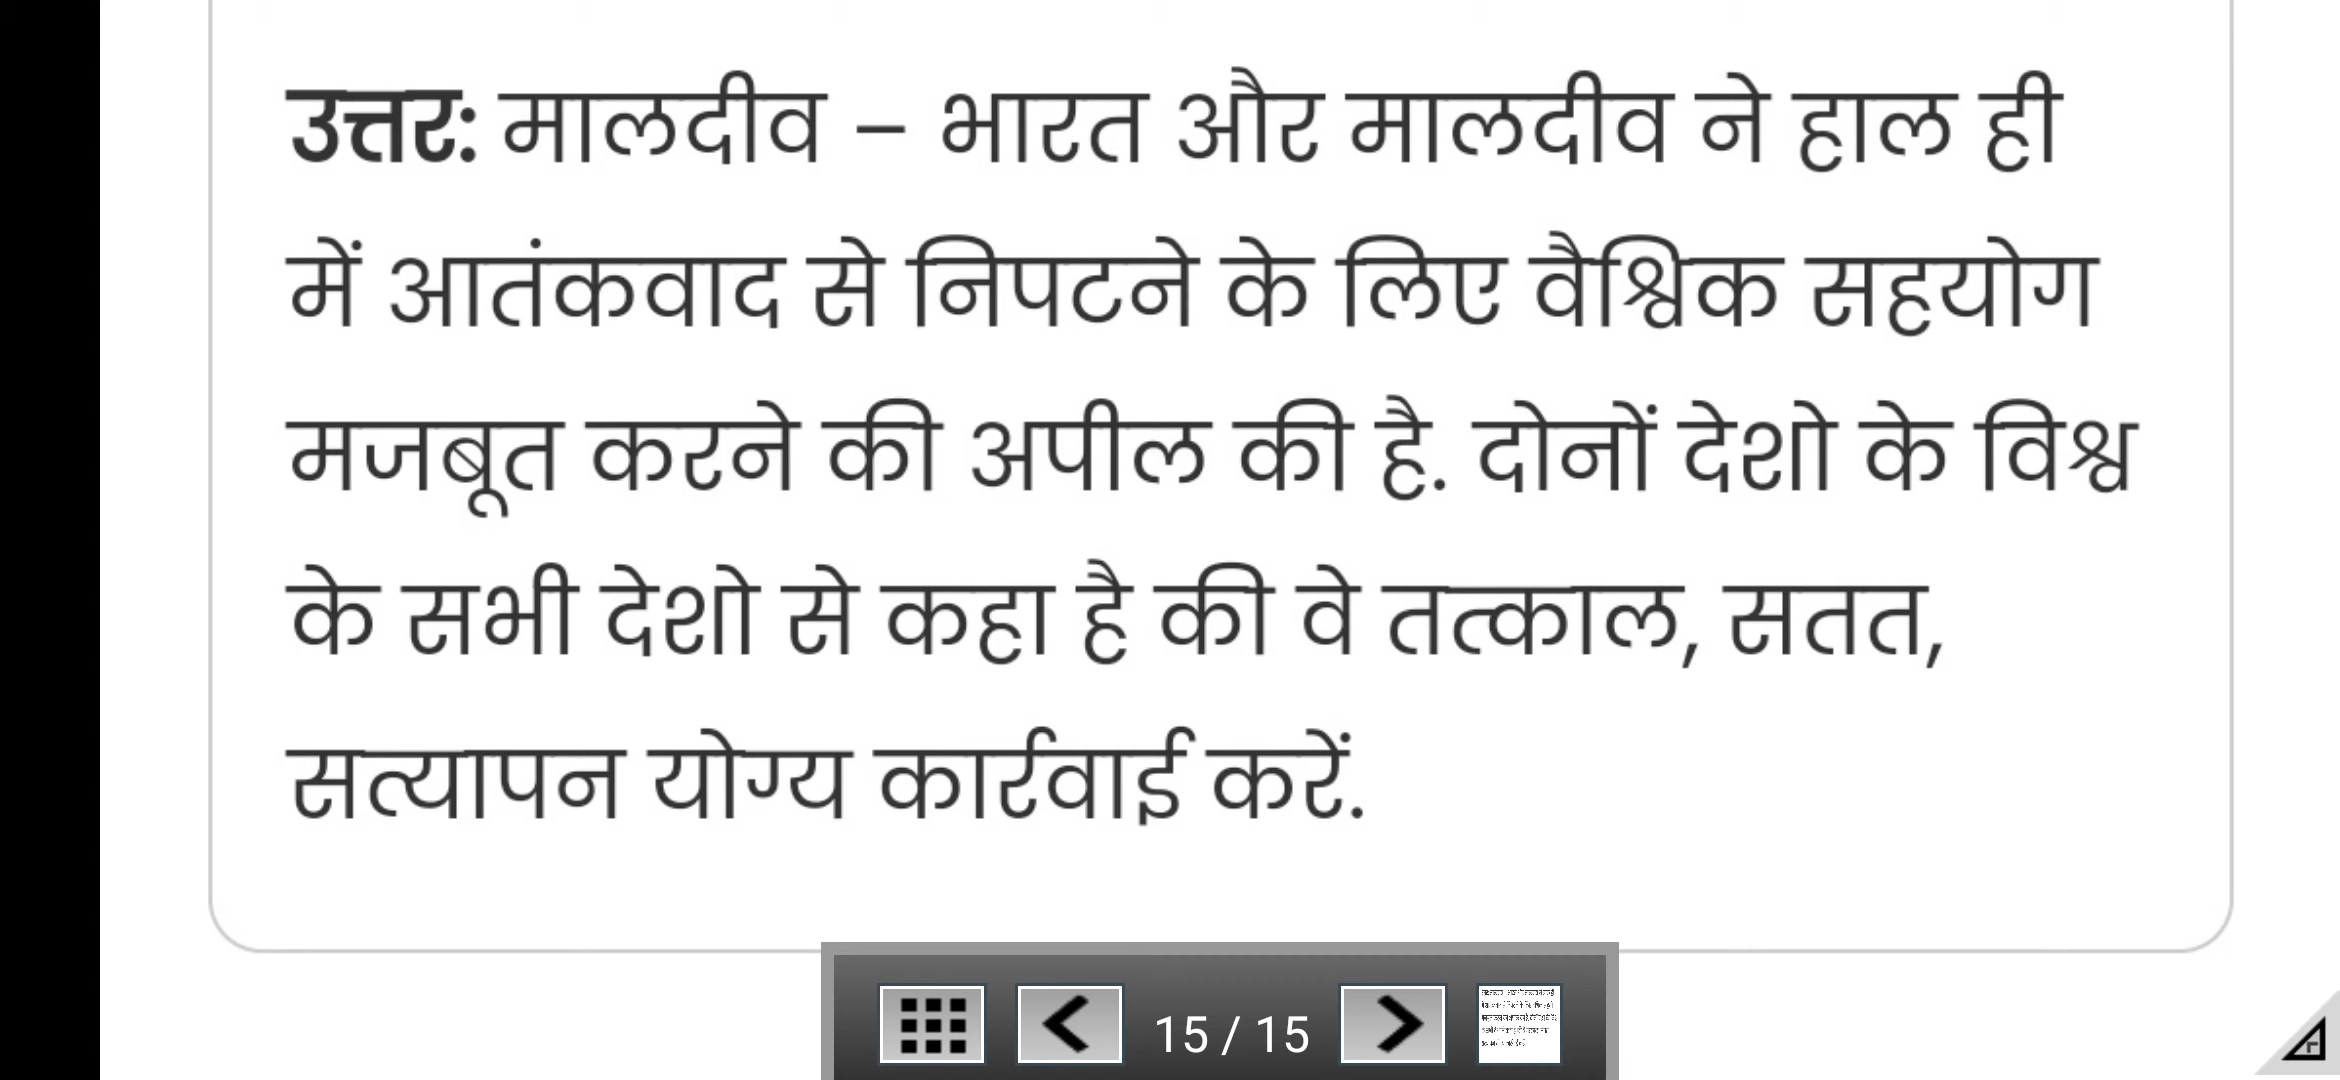 उत्तर: मालदीव – भारत और मालदीव ने हाल ही
में आतंकवाद से निपटने के लिए वैश्विक सहयोग
मजबूत करने की अपील की है. दोनों देशो के विश्व
के सभी देशो से कहा है की वे तत्काल, सतत,
सत्यापन योग्य कार्रवाई करें.
15 / 15